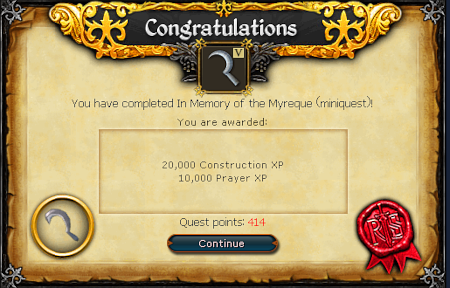 Congratulations
V
You have completed In Memory of the Myreque (miniquest)!
You are awarded:
20,000 Construction XP
10,000 Prayer XP
Quest points: 414
Continue
RS